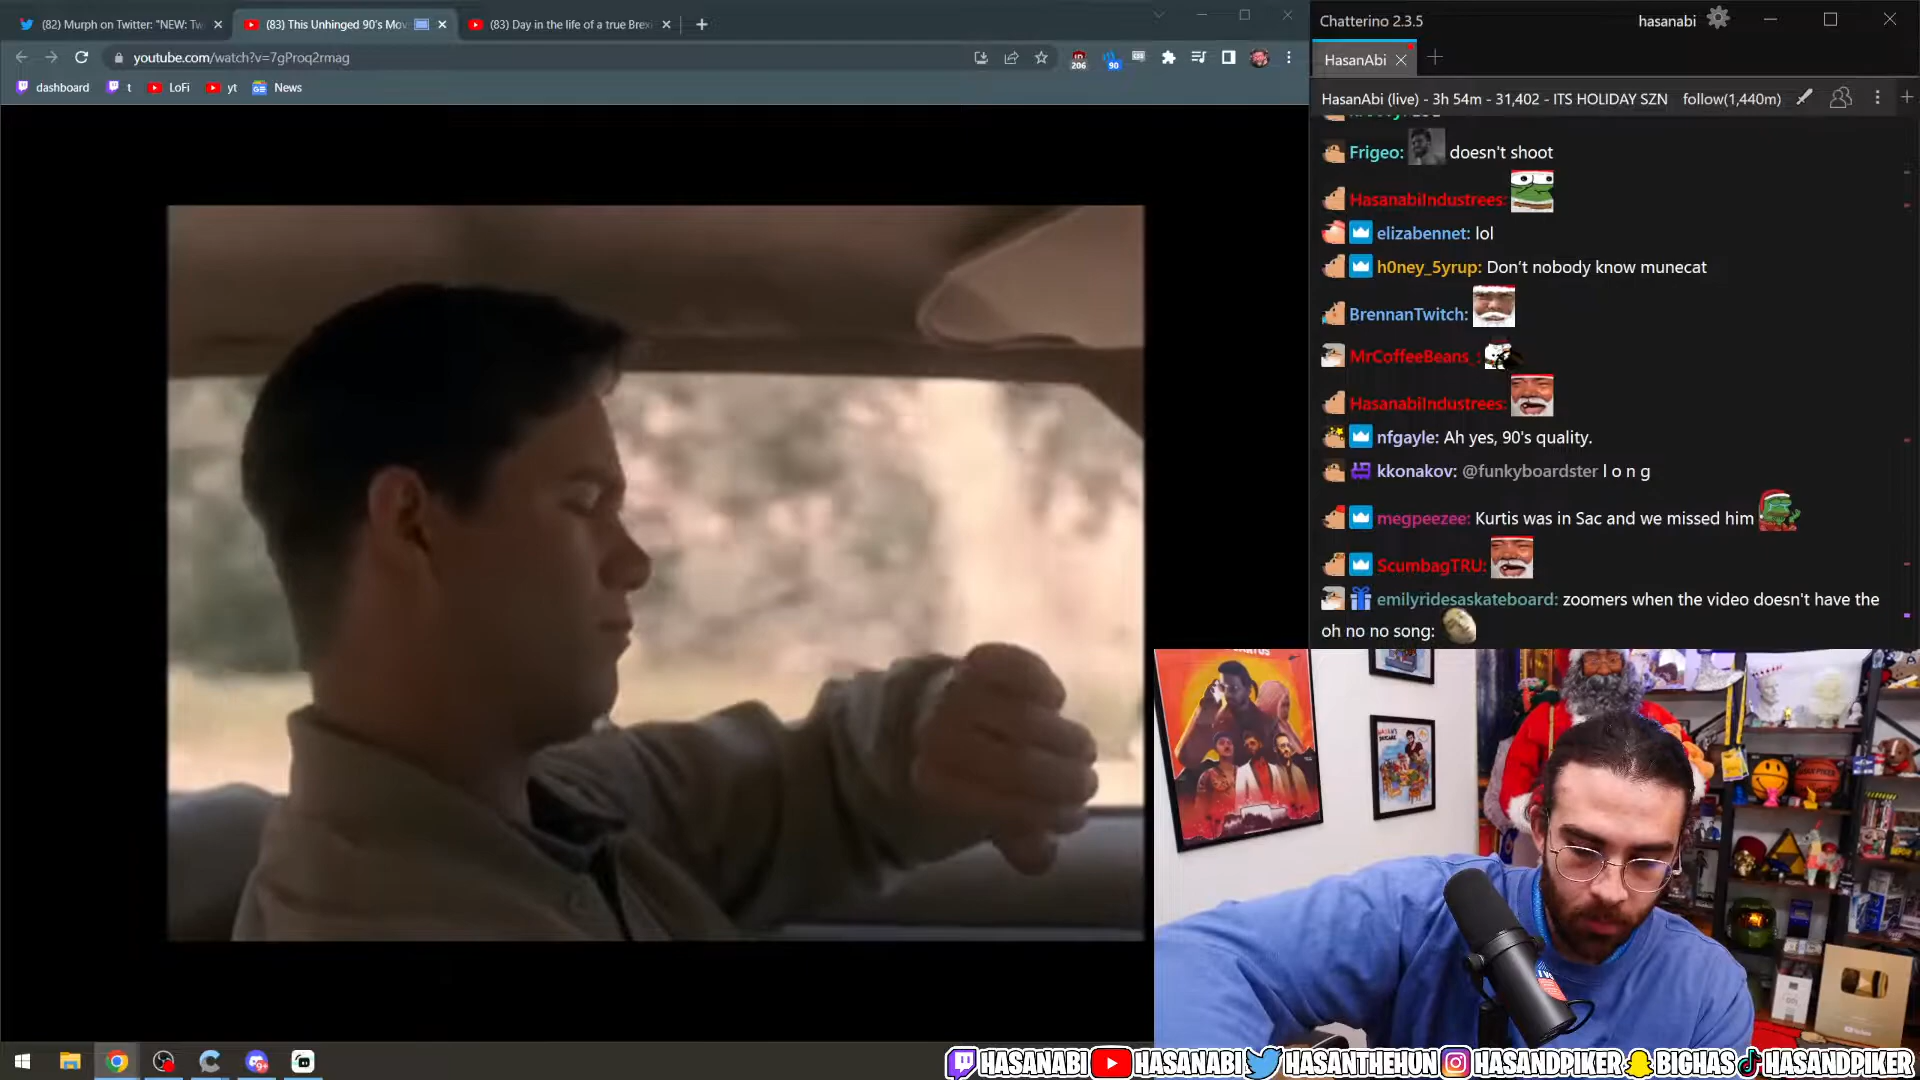 (82) Murph on Twitter: "NEW: Tw
(83) This Unhinged 90's Mov
(83) Day in the life of a true Brex
youtube.com/watch?v=7gProq2rmag
206
90
dashboard
t
LoFi
yt
News
Chatterino 2.3.5
hasanabi
HasanAbi
HasanAbi (live) - 3h 54m - 31,402 - ITS HOLIDAY SZN
follow(1,440m)
Frigeo: doesn't shoot
HasanabiIndustrees:
elizabennet: lol
h0ney_5yrup: Don't nobody know munecat
BrennanTwitch:
MrCoffeeBeans_:
HasanabiIndustrees:
nfgayle: Ah yes, 90's quality.
kkonakov: @funkyboardster l o n g
megpeezee: Kurtis was in Sac and we missed him
ScumbagTRU:
emilyridesaskateboard: zoomers when the video doesn't have the
oh no no song:
HASANABI HASANABI HASANTHEHUN HASANDPIKER BIGHAS HASANDPIKER